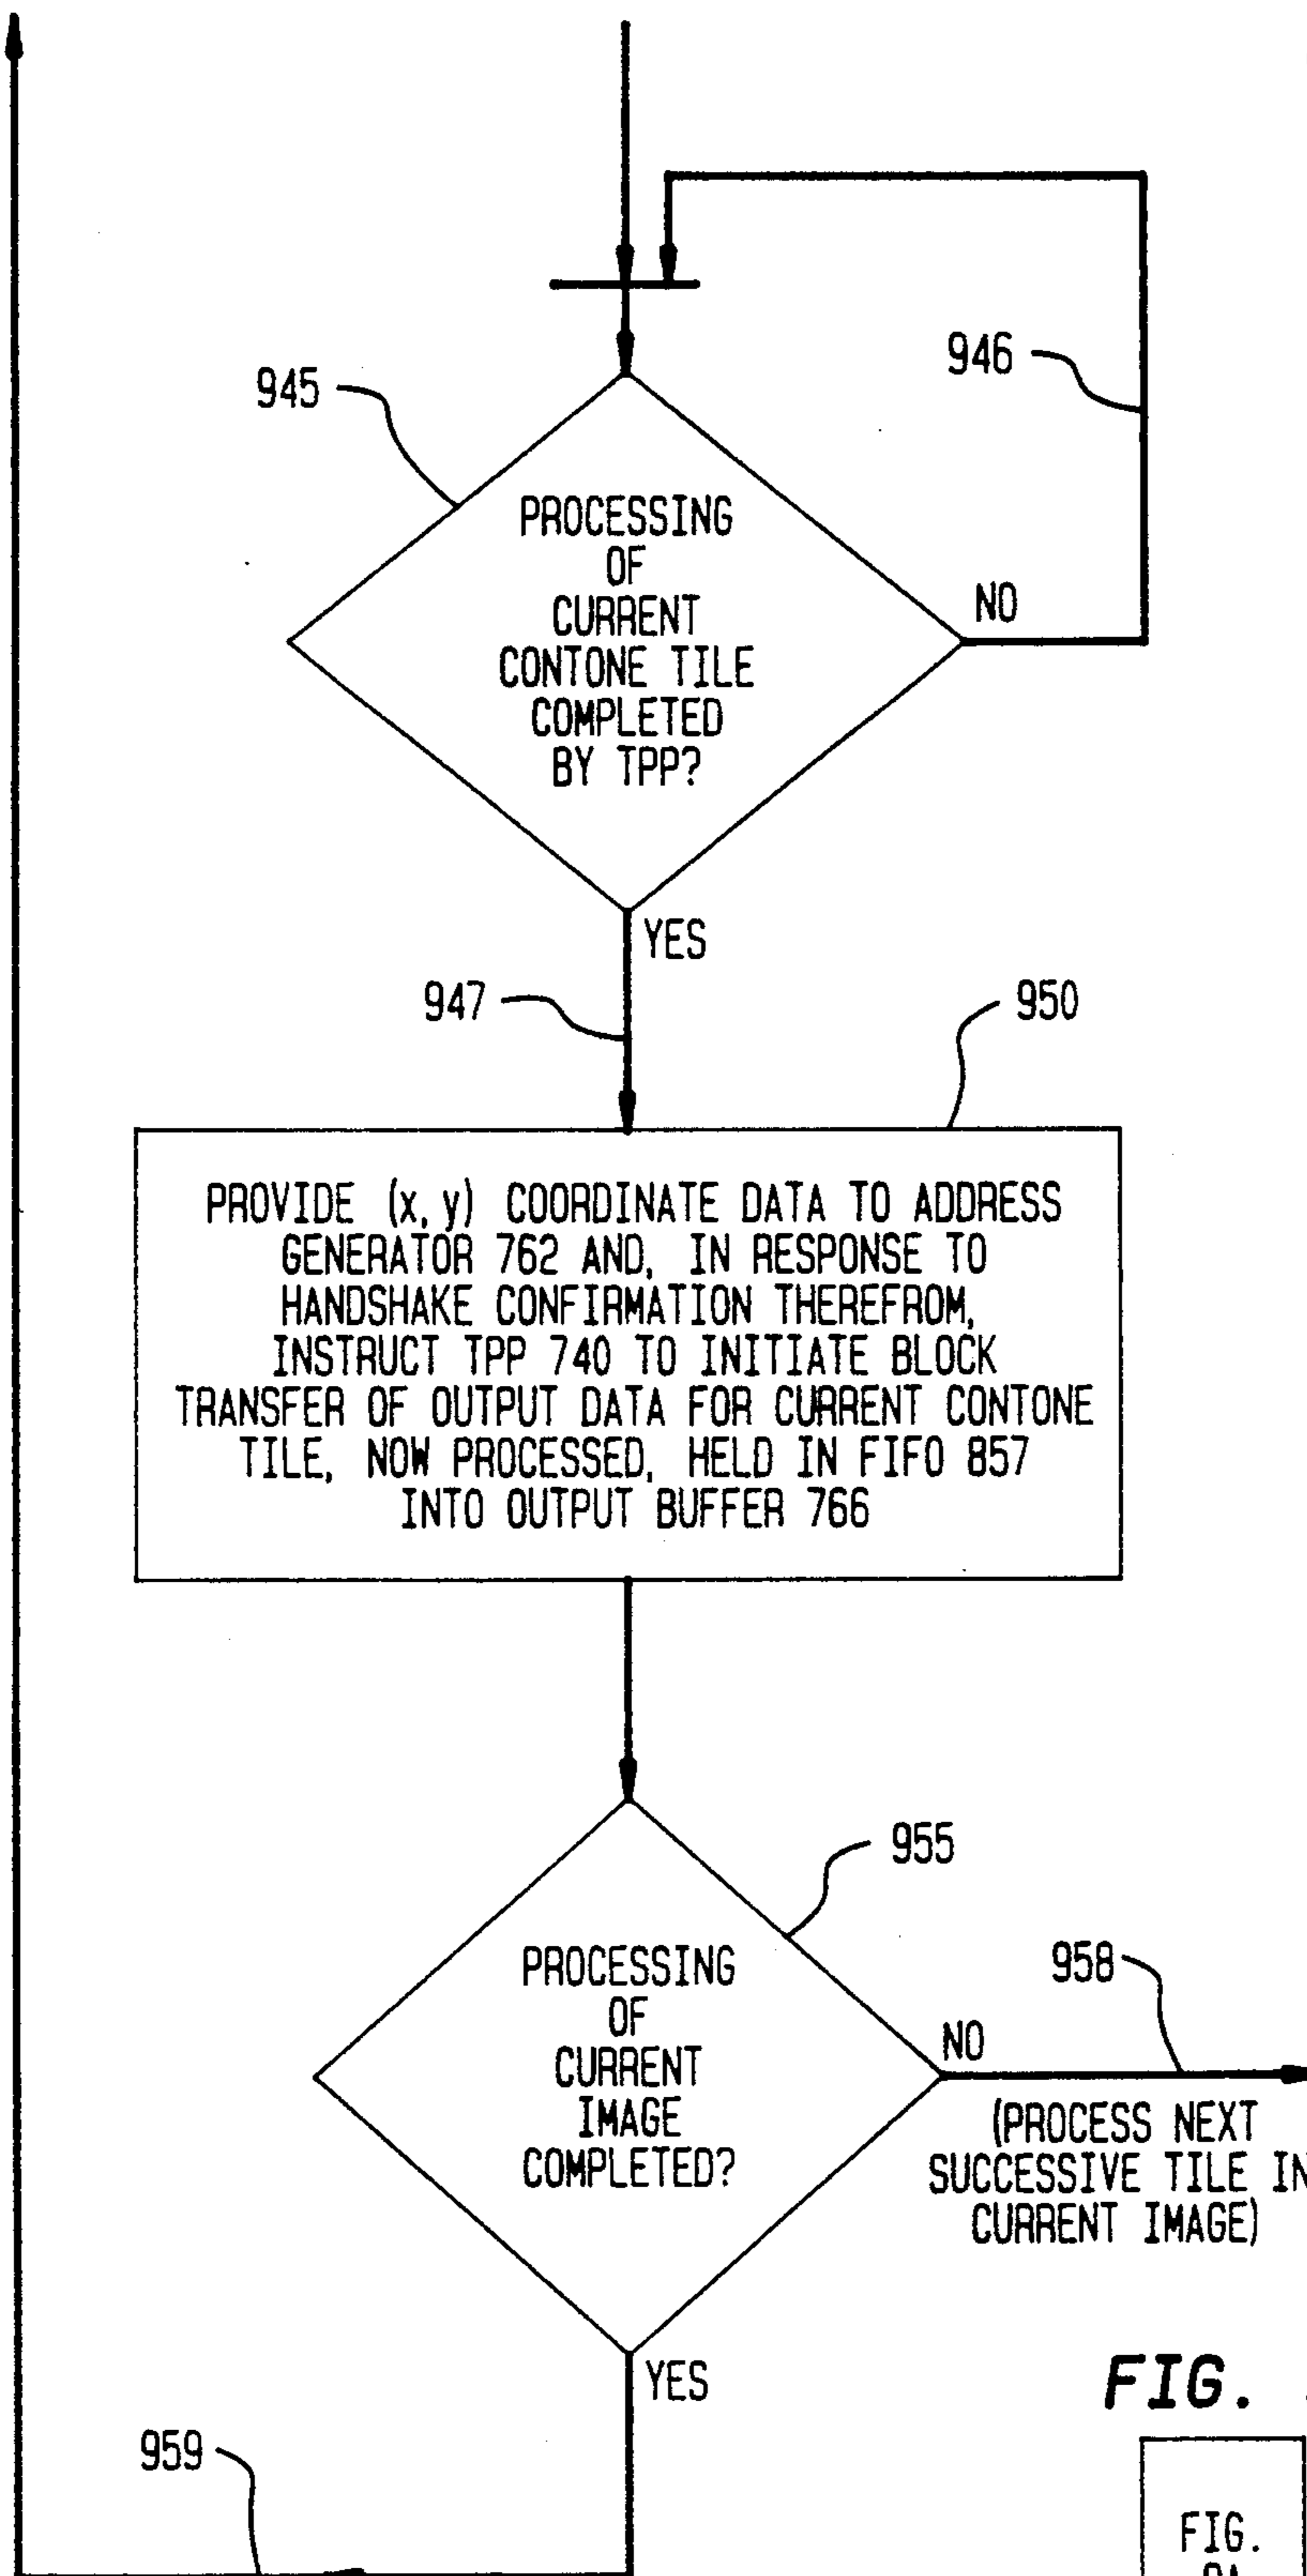 946
945
PROCESSING
OF
CURRENT
CONTONE TILE
COMPLETED
BY TPP?
NO
YES
947
950
PROVIDE (x, y) COORDINATE DATA TO ADDRESS
GENERATOR 762 AND, IN RESPONSE TO
HANDSHAKE CONFIRMATION THEREFROM,
INSTRUCT TPP 740 TO INITIATE BLOCK
TRANSFER OF OUTPUT DATA FOR CURRENT CONTONE
TILE, NOW PROCESSED, HELD IN FIFO 857
INTO OUTPUT BUFFER 766
955
PROCESSING
OF
CURRENT
IMAGE
COMPLETED?
958
NO
(PROCESS NEXT
SUCCESSIVE TILE IN
CURRENT IMAGE)
YES
FIG.
959
FIG.